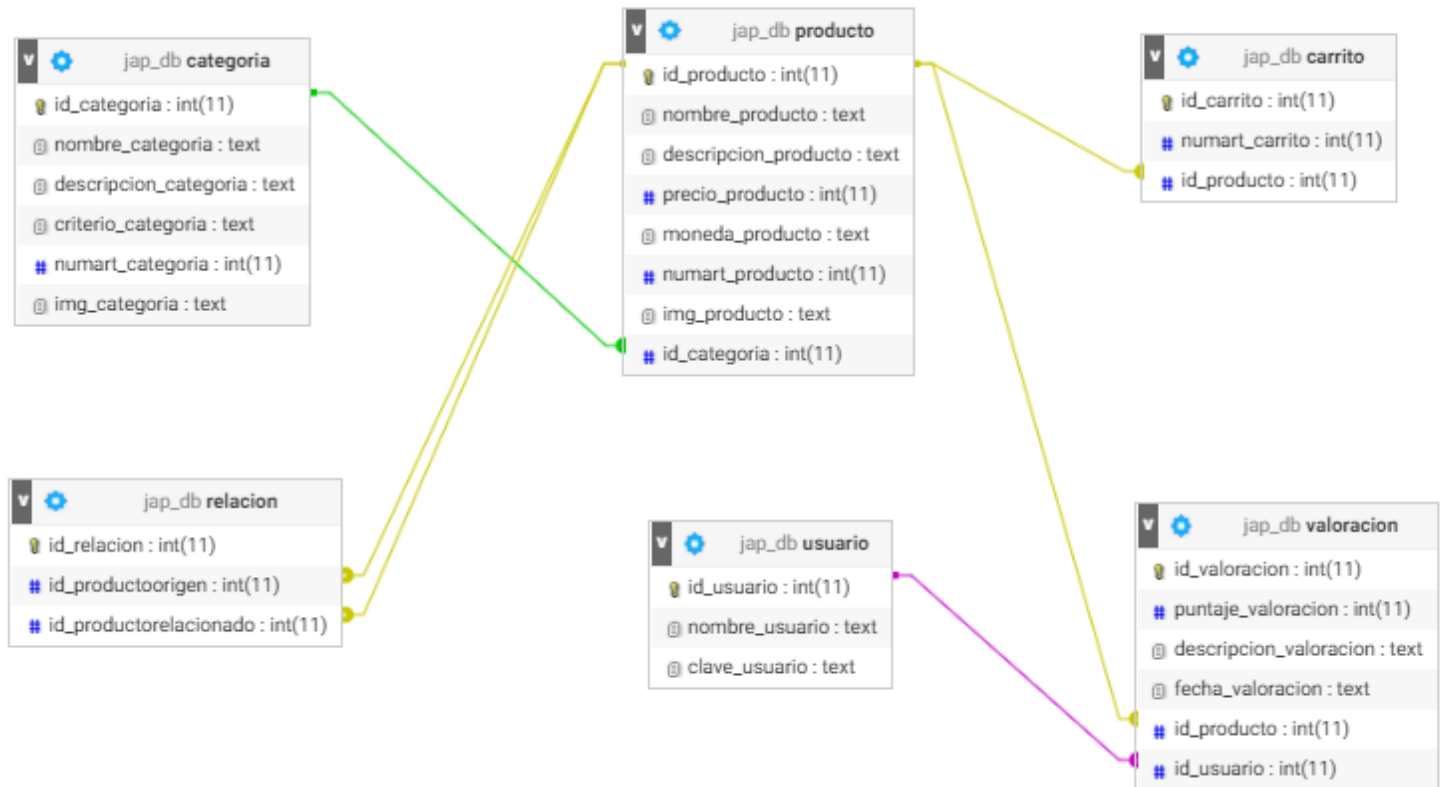 v jap_db categoria
id_categoria : int(11)
nombre_categoria : text
descripcion_categoria : text
criterio_categoria : text
# numart_categoria : int(11)
img_categoria : text
v jap_db producto
id_producto : int(11)
nombre_producto : text
descripcion_producto : text
# precio_producto : int(11)
moneda_producto : text
# numart_producto : int(11)
img_producto : text
# id_categoria : int(11)
v jap_db carrito
id_carrito : int(11)
# numart_carrito : int(11)
# id_producto : int(11)
v jap_db relacion
id_relacion : int(11)
# id_productoorigen : int(11)
# id_productorelacionado : int(11)
v jap_db usuario
id_usuario : int(11)
nombre_usuario : text
clave_usuario : text
v jap_db valoracion
id_valoracion : int(11)
# puntaje_valoracion : int(11)
descripcion_valoracion : text
fecha_valoracion : text
# id_producto : int(11)
# id_usuario : int(11)